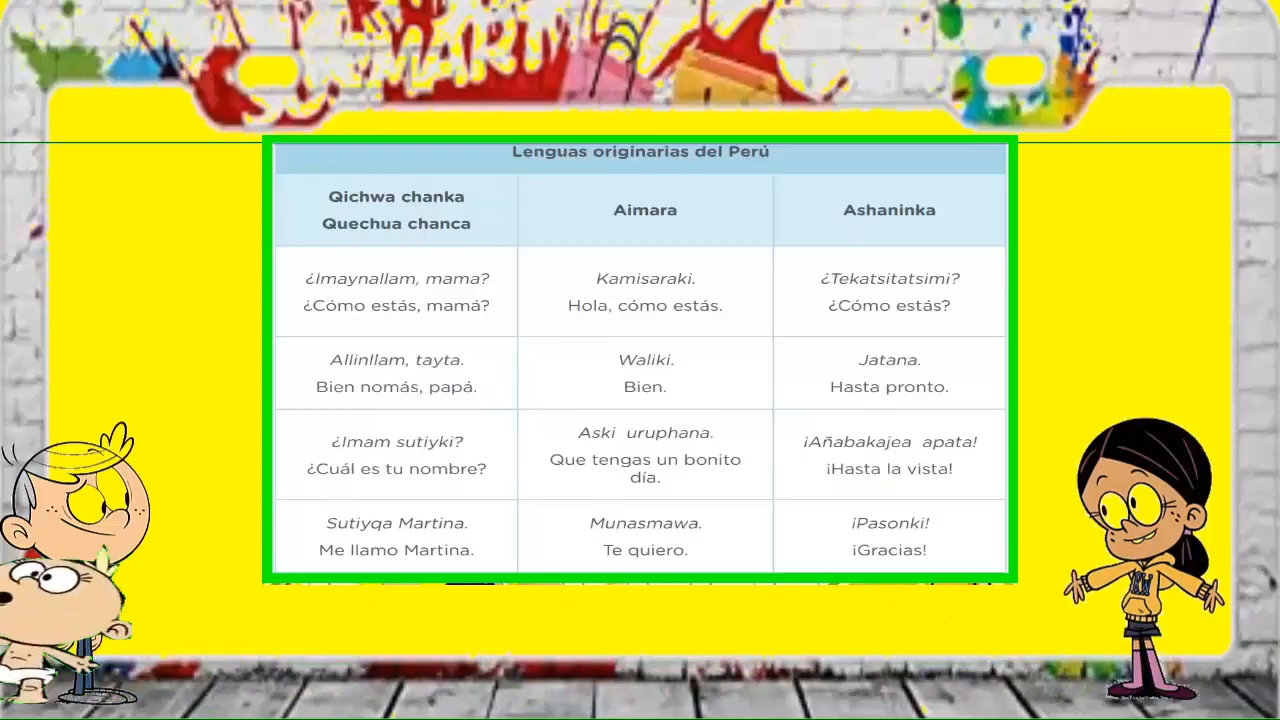 Lenguas originarias del Perú
Qichwa chanka
Quechua chanca
Aimara
Ashaninka
¿Imaynallam, mama?
¿Cómo estás, mamá?
Kamisaraki.
Hola, cómo estás.
¿Tekatsitatsimi?
¿Cómo estás?
Allinllam, tayta.
Bien nomás, papá.
Waliki.
Bien.
Jatana.
Hasta pronto.
¿Imam sutiyki?
¿Cuál es tu nombre?
Aski uruphana.
Que tengas un bonito
día.
¡Añabakajea apata!
¡Hasta la vista!
Sutiyqa Martina.
Me llamo Martina.
Munasmawa.
Te quiero.
¡Pasonki!
¡Gracias!